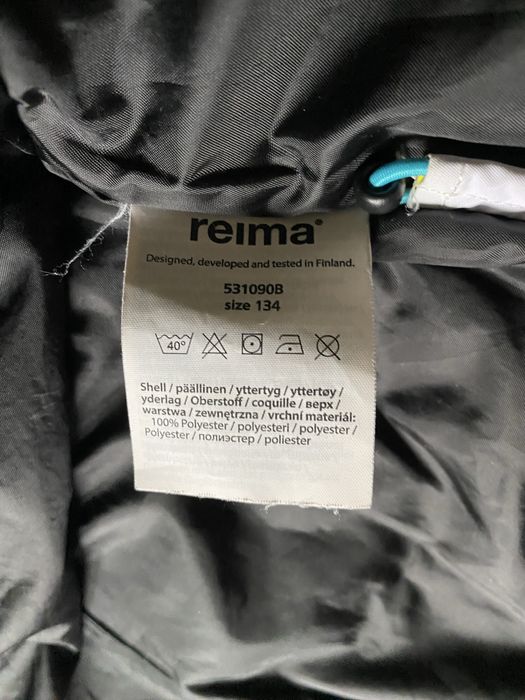 reima®
Designed, developed and tested in Finland.
531090B
size 134
40°
Shell / päällinen / yttertyg / yttertøy /
yderlag / Oberstoff / coquille / верх /
warstwa / zewnętrzna / vrchní materiál:
100% Polyester / polyesteri / polyester /
Polyester / полиэстер / poliester